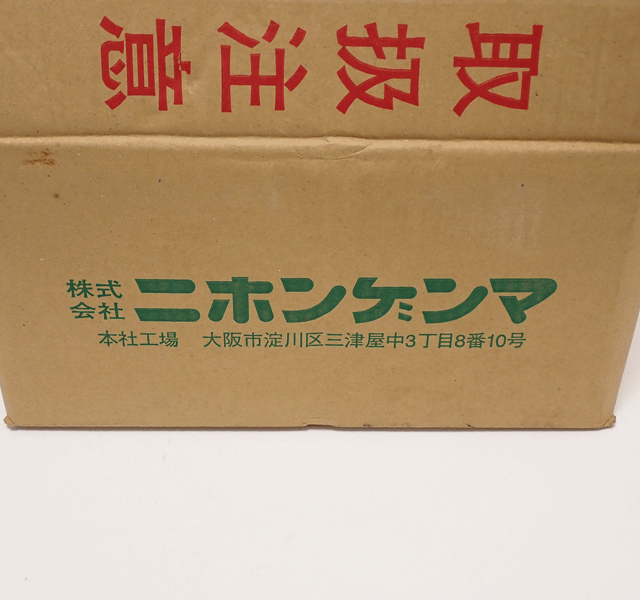 取扱注意
株式会社ニホンゲンマ
本社工場 大阪市淀川区三津屋中3丁目8番10号